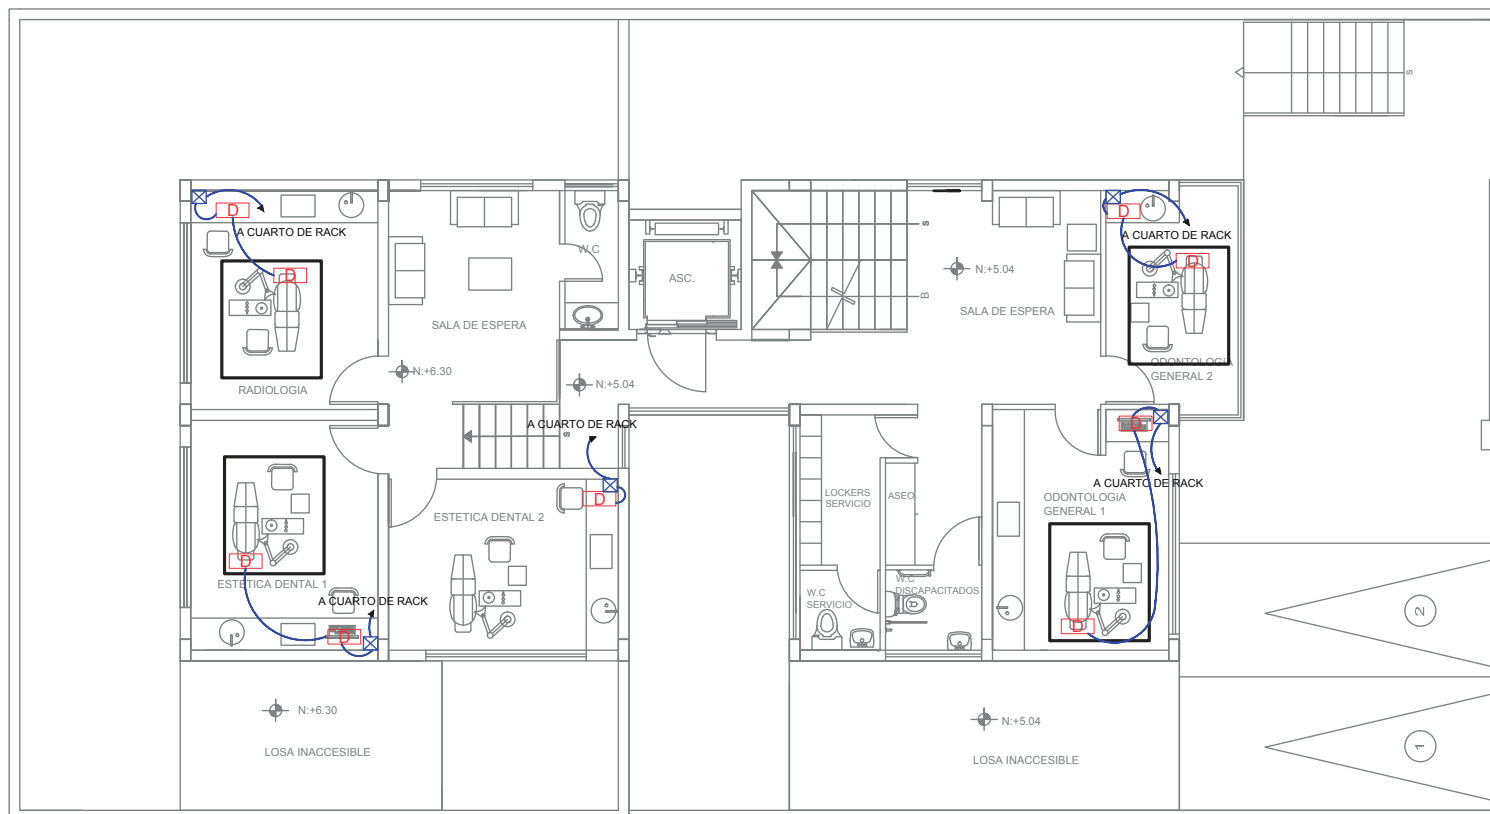 S
D
D
A CUARTO DE RACK
A CUARTO DE RACK
W.C
S
D
D
N:+5.04
ASC.
B
SALA DE ESPERA
SALA DE ESPERA
ODONTOLOGIA
GENERAL 2
N:+6.30
N:+5.04
RADIOLOGIA
A CUARTO DE RACK
S
D
A CUARTO DE RACK
LOCKERS
SERVICIO
ASEO
ODONTOLOGIA
GENERAL 1
D
ESTETICA DENTAL 2
D
ESTETICA DENTAL 1
W.C
DISCAPACITADOS
W.C
SERVICIO
A CUARTO DE RACK
2
D
D
N:+6.30
N:+5.04
LOSA INACCESIBLE
LOSA INACCESIBLE
1